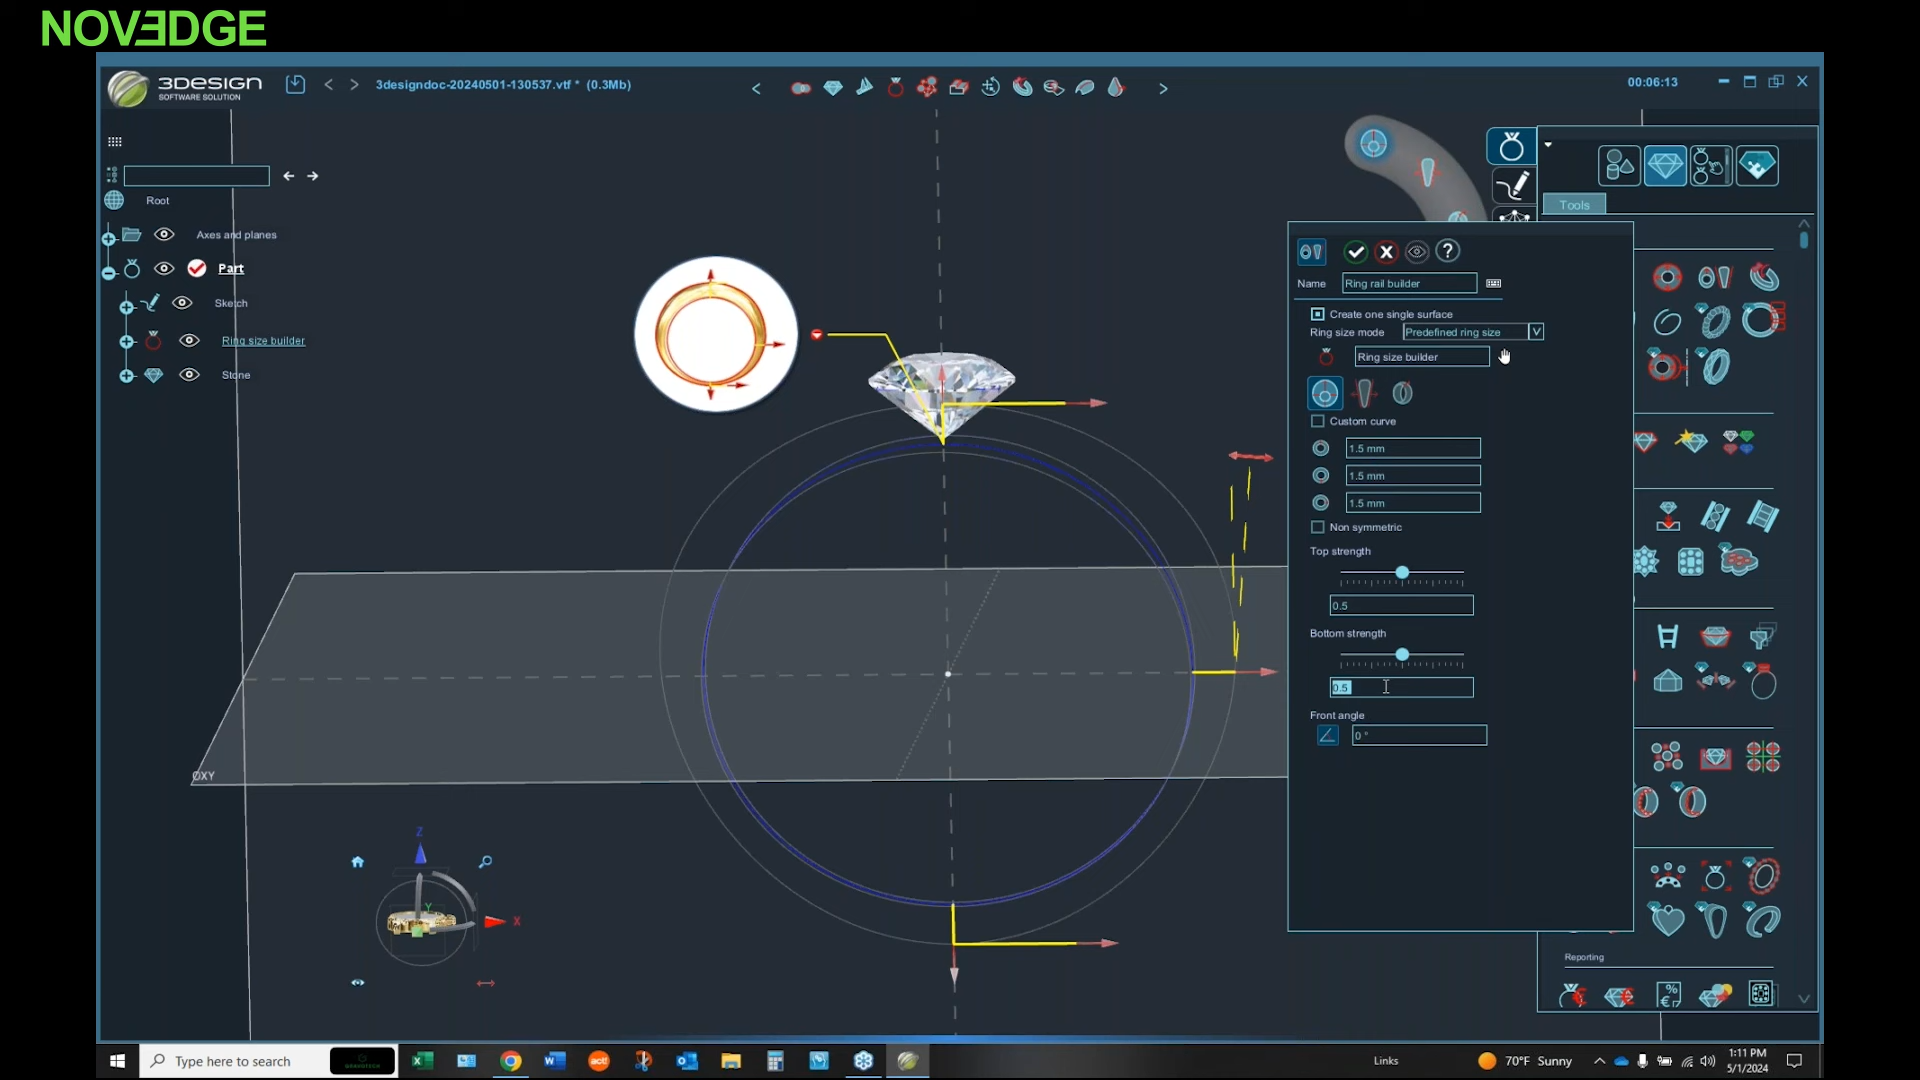 NOVEDGE
3DESIGN
SOFTWARE SOLUTION
3designdoc-20240501-130537.vtf * (0.3Mb)
00:06:13
Root
Axes and planes
Part
Sketch
Ring size builder
Stone
Tools
Name
Ring rail builder
Create one single surface
Ring size mode
Predefined ring size
Ring size builder
Custom curve
1.5 mm
1.5 mm
1.5 mm
Non symmetric
Top strength
0.5
Bottom strength
0.5
Front angle
0 °
OXY
Z
Y
X
Reporting
Type here to search
Links
70°F Sunny
1:11 PM
5/1/2024